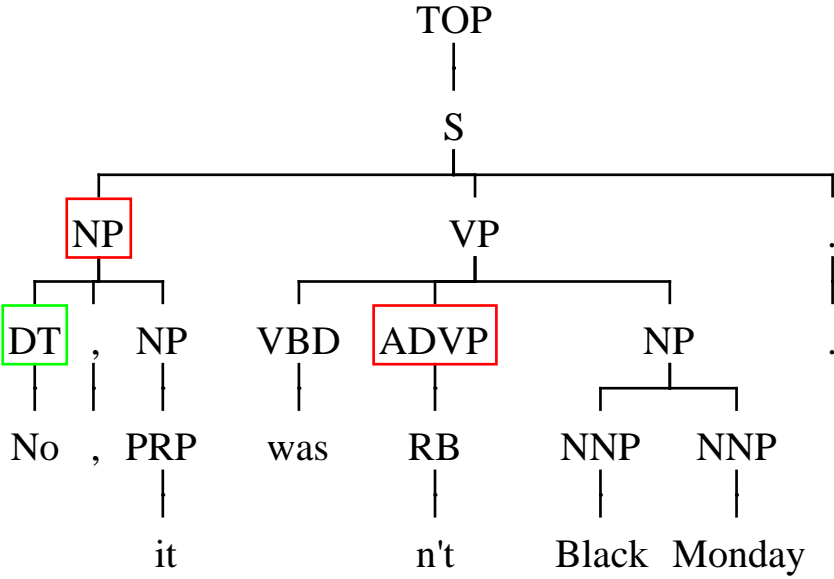 TOP
S
NP VP .
DT , NP VBD ADVP NP .
No , PRP was RB NNP NNP
it n't Black Monday